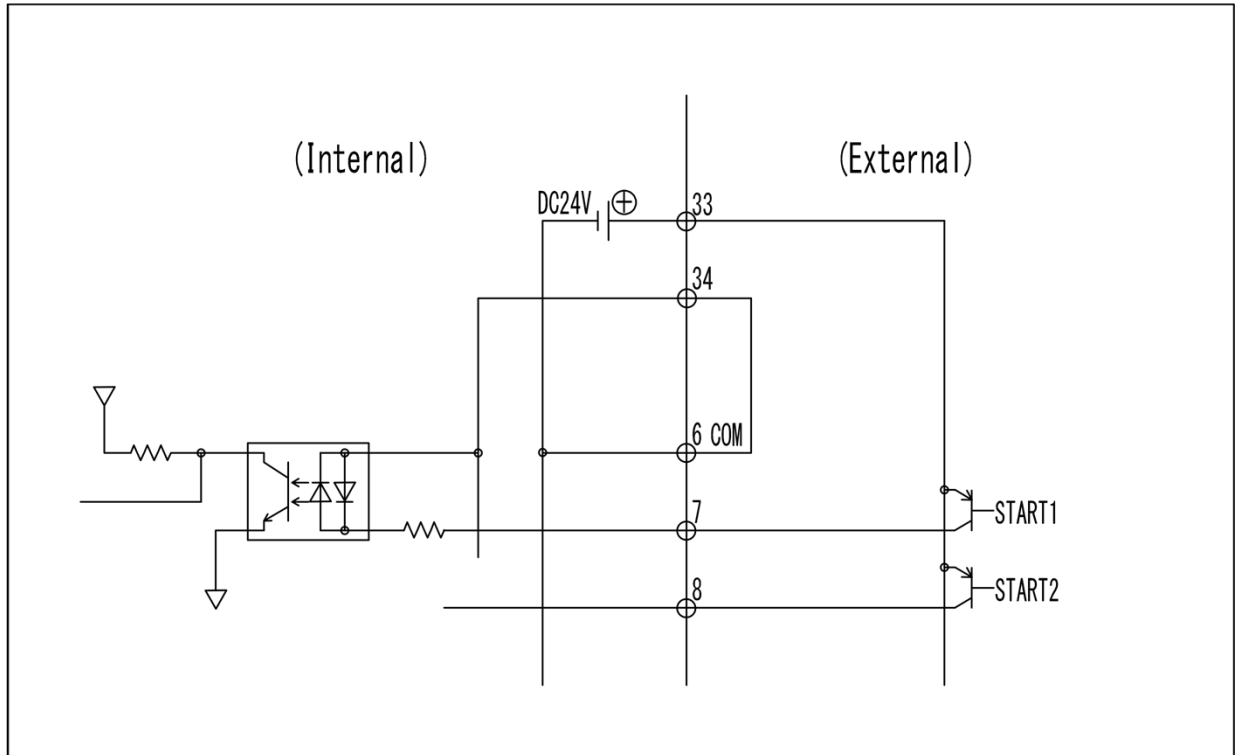 (Internal)
(External)
DC24V
33
34
6 COM
7
START1
8
START2